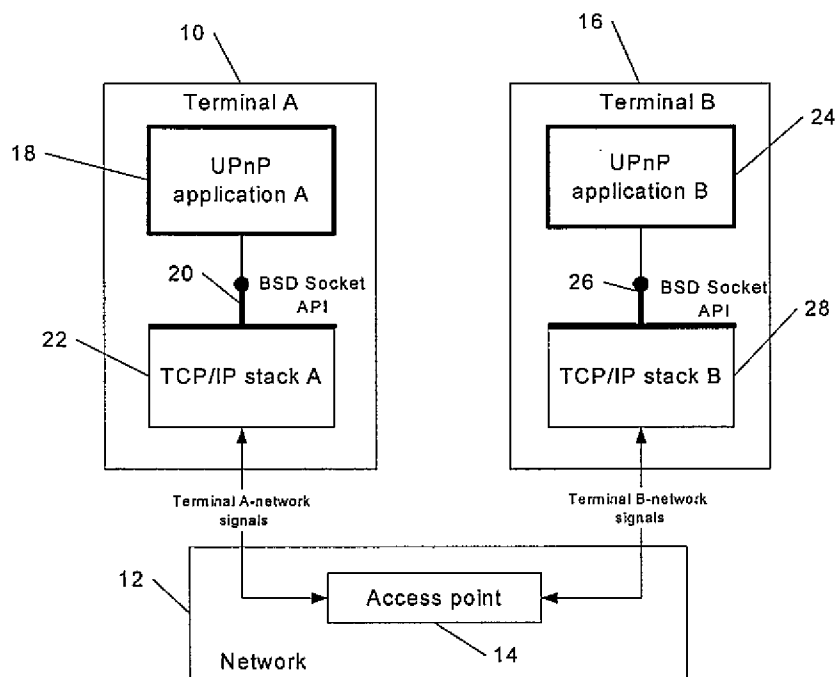 10
16
Terminal A
Terminal B
18
24
UPnP
application A
UPnP
application B
20
BSD Socket
API
26
BSD Socket
API
22
28
TCP/IP stack A
TCP/IP stack B
Terminal A-network
signals
Terminal B-network
signals
12
Access point
14
Network